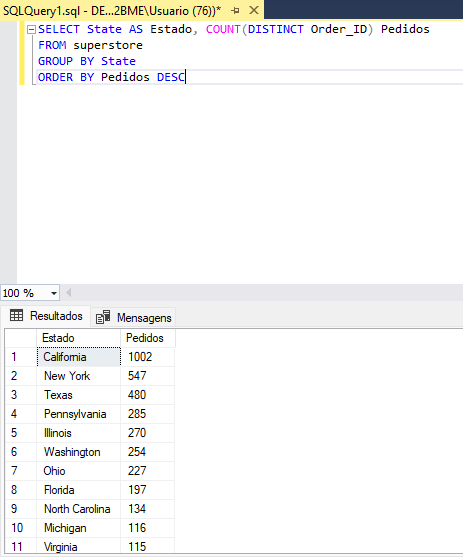 SQLQuery1.sql - DE...2BME\Usuario (76))*
SELECT State AS Estado, COUNT(DISTINCT Order_ID) Pedidos
FROM superstore
GROUP BY State
ORDER BY Pedidos DESC
100 %
Resultados Mensagens
Estado Pedidos
1 California 1002
2 New York 547
3 Texas 480
4 Pennsylvania 285
5 Illinois 270
6 Washington 254
7 Ohio 227
8 Florida 197
9 North Carolina 134
10 Michigan 116
11 Virginia 115